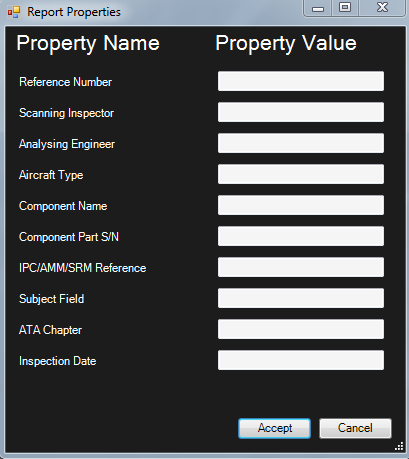 Report Properties
Property Name Property Value
Reference Number
Scanning Inspector
Analysing Engineer
Aircraft Type
Component Name
Component Part S/N
IPC/AMM/SRM Reference
Subject Field
ATA Chapter
Inspection Date
Accept Cancel